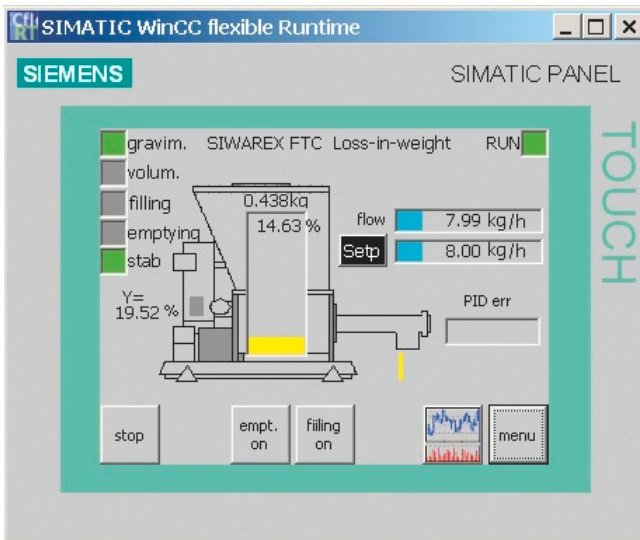 SIMATIC WinCC flexible Runtime
SIEMENS
SIMATIC PANEL
TOUCH
gravim.
SIWAREX FTC Loss-in-weight
RUN
volum.
filling
0.438kg
emptying
14.63 %
flow
7.99 kg/h
Setp
8.00 kg/h
stab
Y=
19.52 %
PID err
stop
empt.
on
fiiling
on
menu